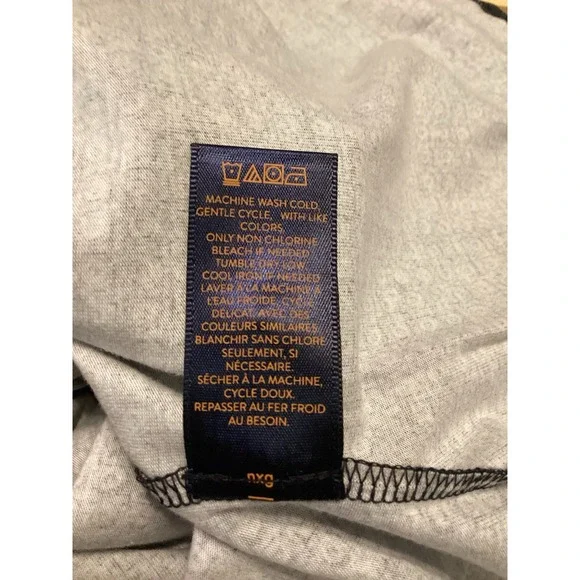 MACHINE WASH COLD,
GENTLE CYCLE, WITH LIKE
COLORS,
ONLY NON CHLORINE
BLEACH IF NEEDED
TUMBLE DRY LOW
COOL IRON IF NEEDED
LAVER À LA MACHINE À
L'EAU FROIDE, CYCLE
DÉLICAT, AVEC DES
COULEURS SIMILAIRES
BLANCHIR SANS CHLORE
SEULEMENT, SI
NÉCESSAIRE.
SÉCHER À LA MACHINE,
CYCLE DOUX.
REPASSER AU FER FROID
AU BESOIN.